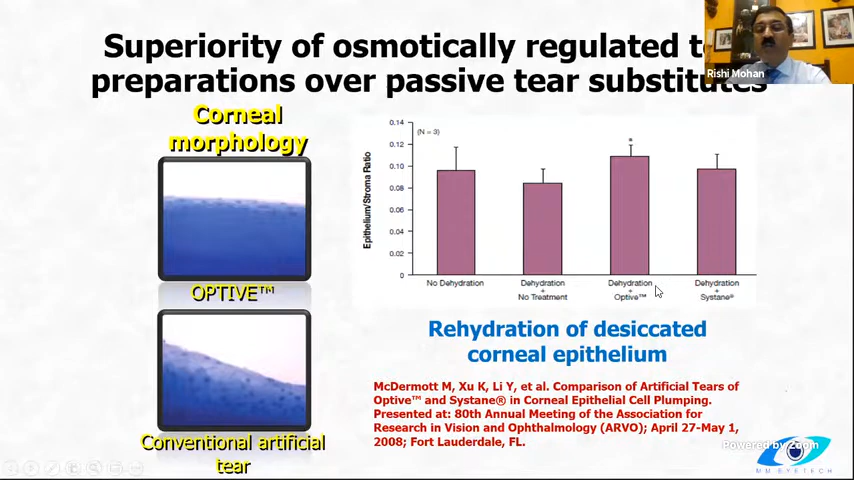 Superiority of osmotically regulated
preparations over passive tear substitutes
Rishi Mohan
Corneal
morphology
OPTIVE™
Conventional artificial
tear
0.14
0.12
0.10
0.08
0.06
0.04
0.02
0
Epithelium/Stroma Ratio
(N = 3)
*
No Dehydration
Dehydration
+
No Treatment
Dehydration
+
Optive™
Dehydration
+
Systane®
Rehydration of desiccated
corneal epithelium
McDermott M, Xu K, Li Y, et al. Comparison of Artificial Tears of
Optive™ and Systane® in Corneal Epithelial Cell Plumping.
Presented at: 80th Annual Meeting of the Association for
Research in Vision and Ophthalmology (ARVO); April 27-May 1,
2008; Fort Lauderdale, FL.
Powered by Zoom
MM EYETECH